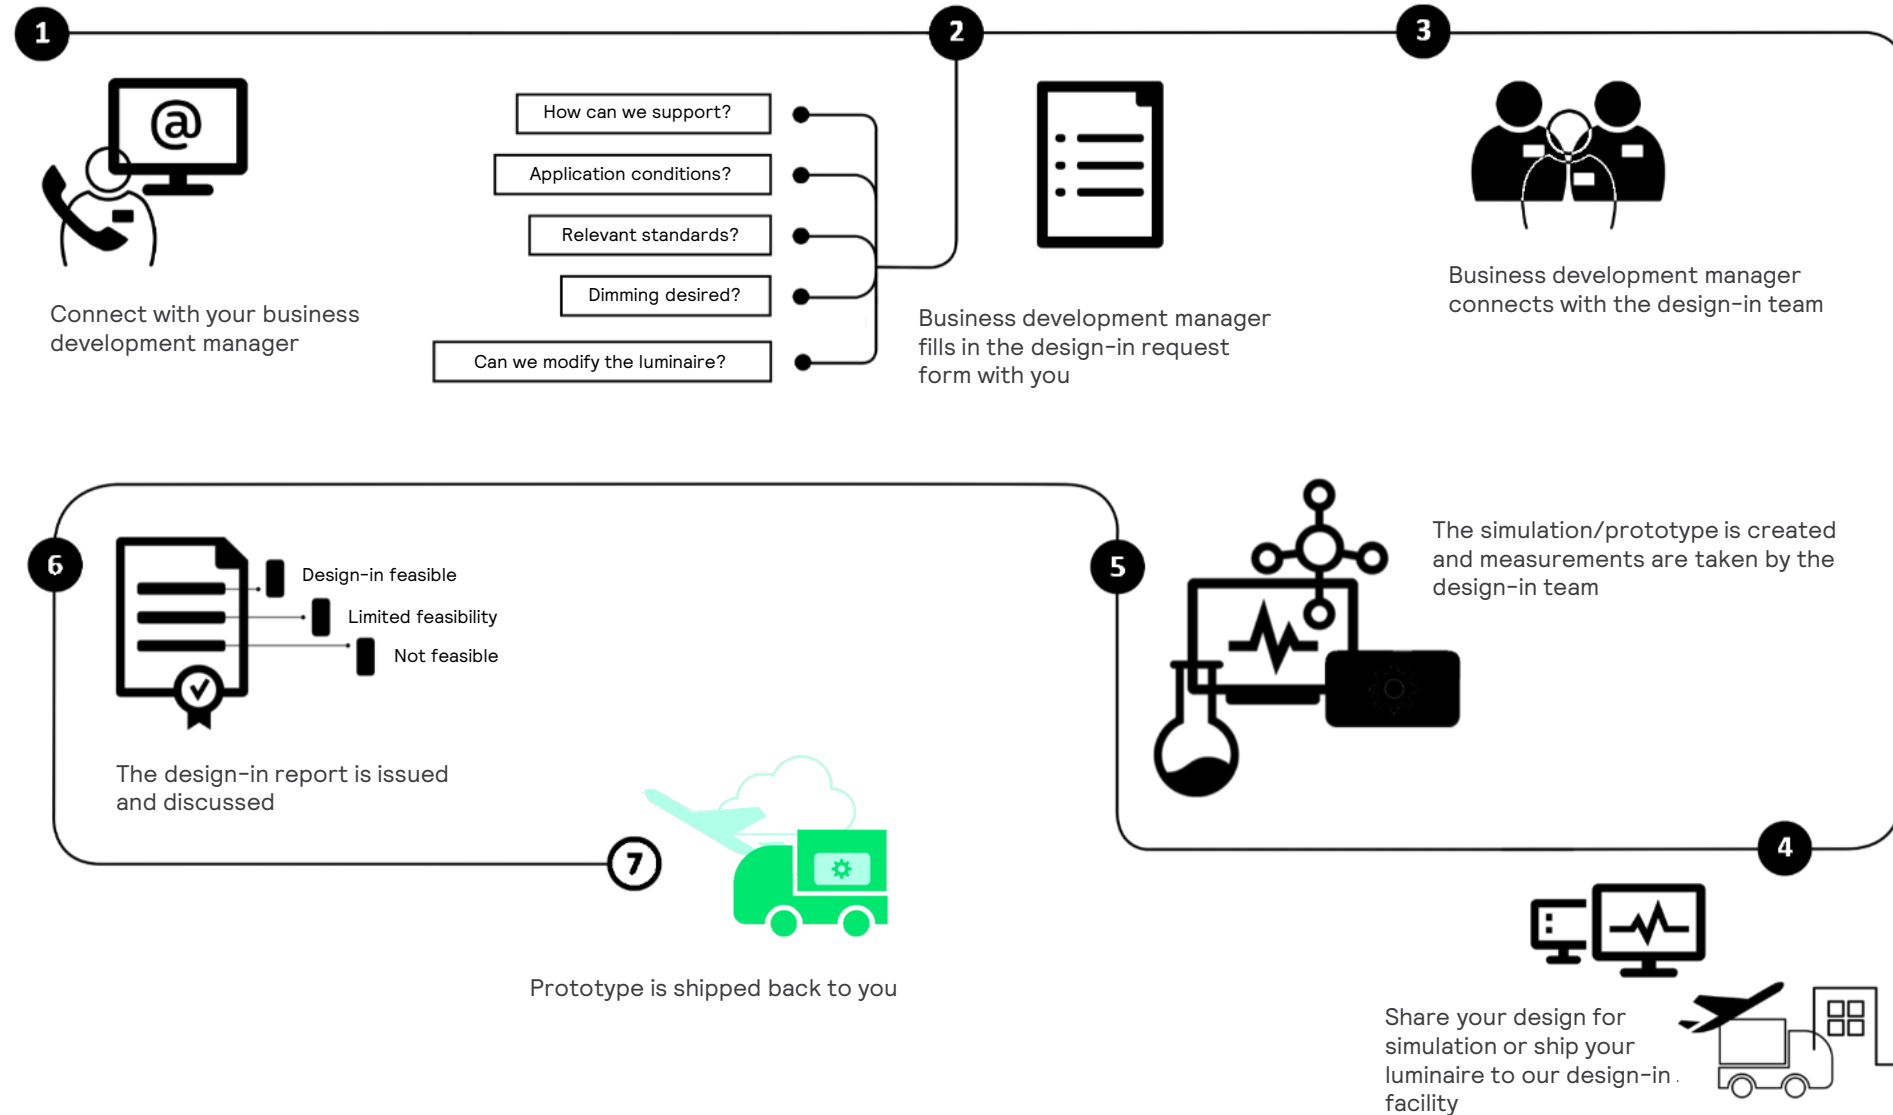 1
@
Connect with your business
development manager
2
How can we support?
Application conditions?
Relevant standards?
Dimming desired?
Can we modify the luminaire?
Business development manager
fills in the design-in request
form with you
3
Business development manager
connects with the design-in team
4
Share your design for
simulation or ship your
luminaire to our design-in .
facility
5
The simulation/prototype is created
and measurements are taken by the
design-in team
6
Design-in feasible
Limited feasibility
Not feasible
The design-in report is issued
and discussed
7
Prototype is shipped back to you